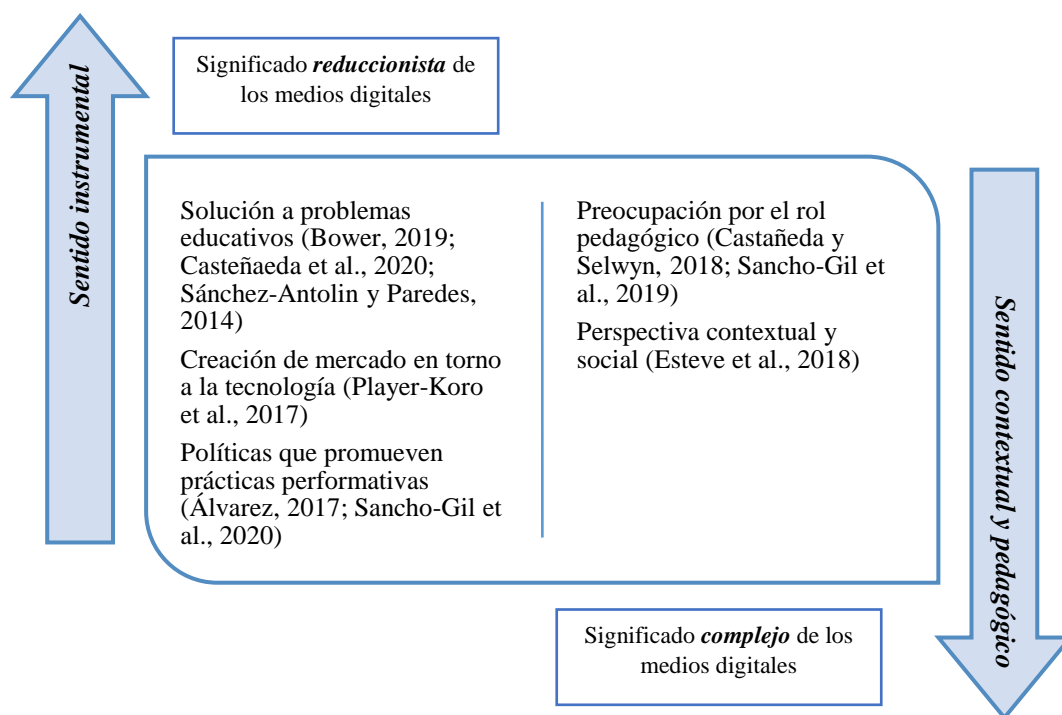 Sentido instrumental
Significado reduccionista de
los medios digitales
Solución a problemas
educativos (Bower, 2019;
Casteñaeda et al., 2020;
Sánchez-Antolin y Paredes,
2014)
Creación de mercado en torno
a la tecnología (Player-Koro
et al., 2017)
Políticas que promueven
prácticas performativas
(Álvarez, 2017; Sancho-Gil et
al., 2020)
Preocupación por el rol
pedagógico (Castañeda y
Selwyn, 2018; Sancho-Gil et
al., 2019)
Perspectiva contextual y
social (Esteve et al., 2018)
Sentido contextual y pedagógico
Significado complejo de los
medios digitales